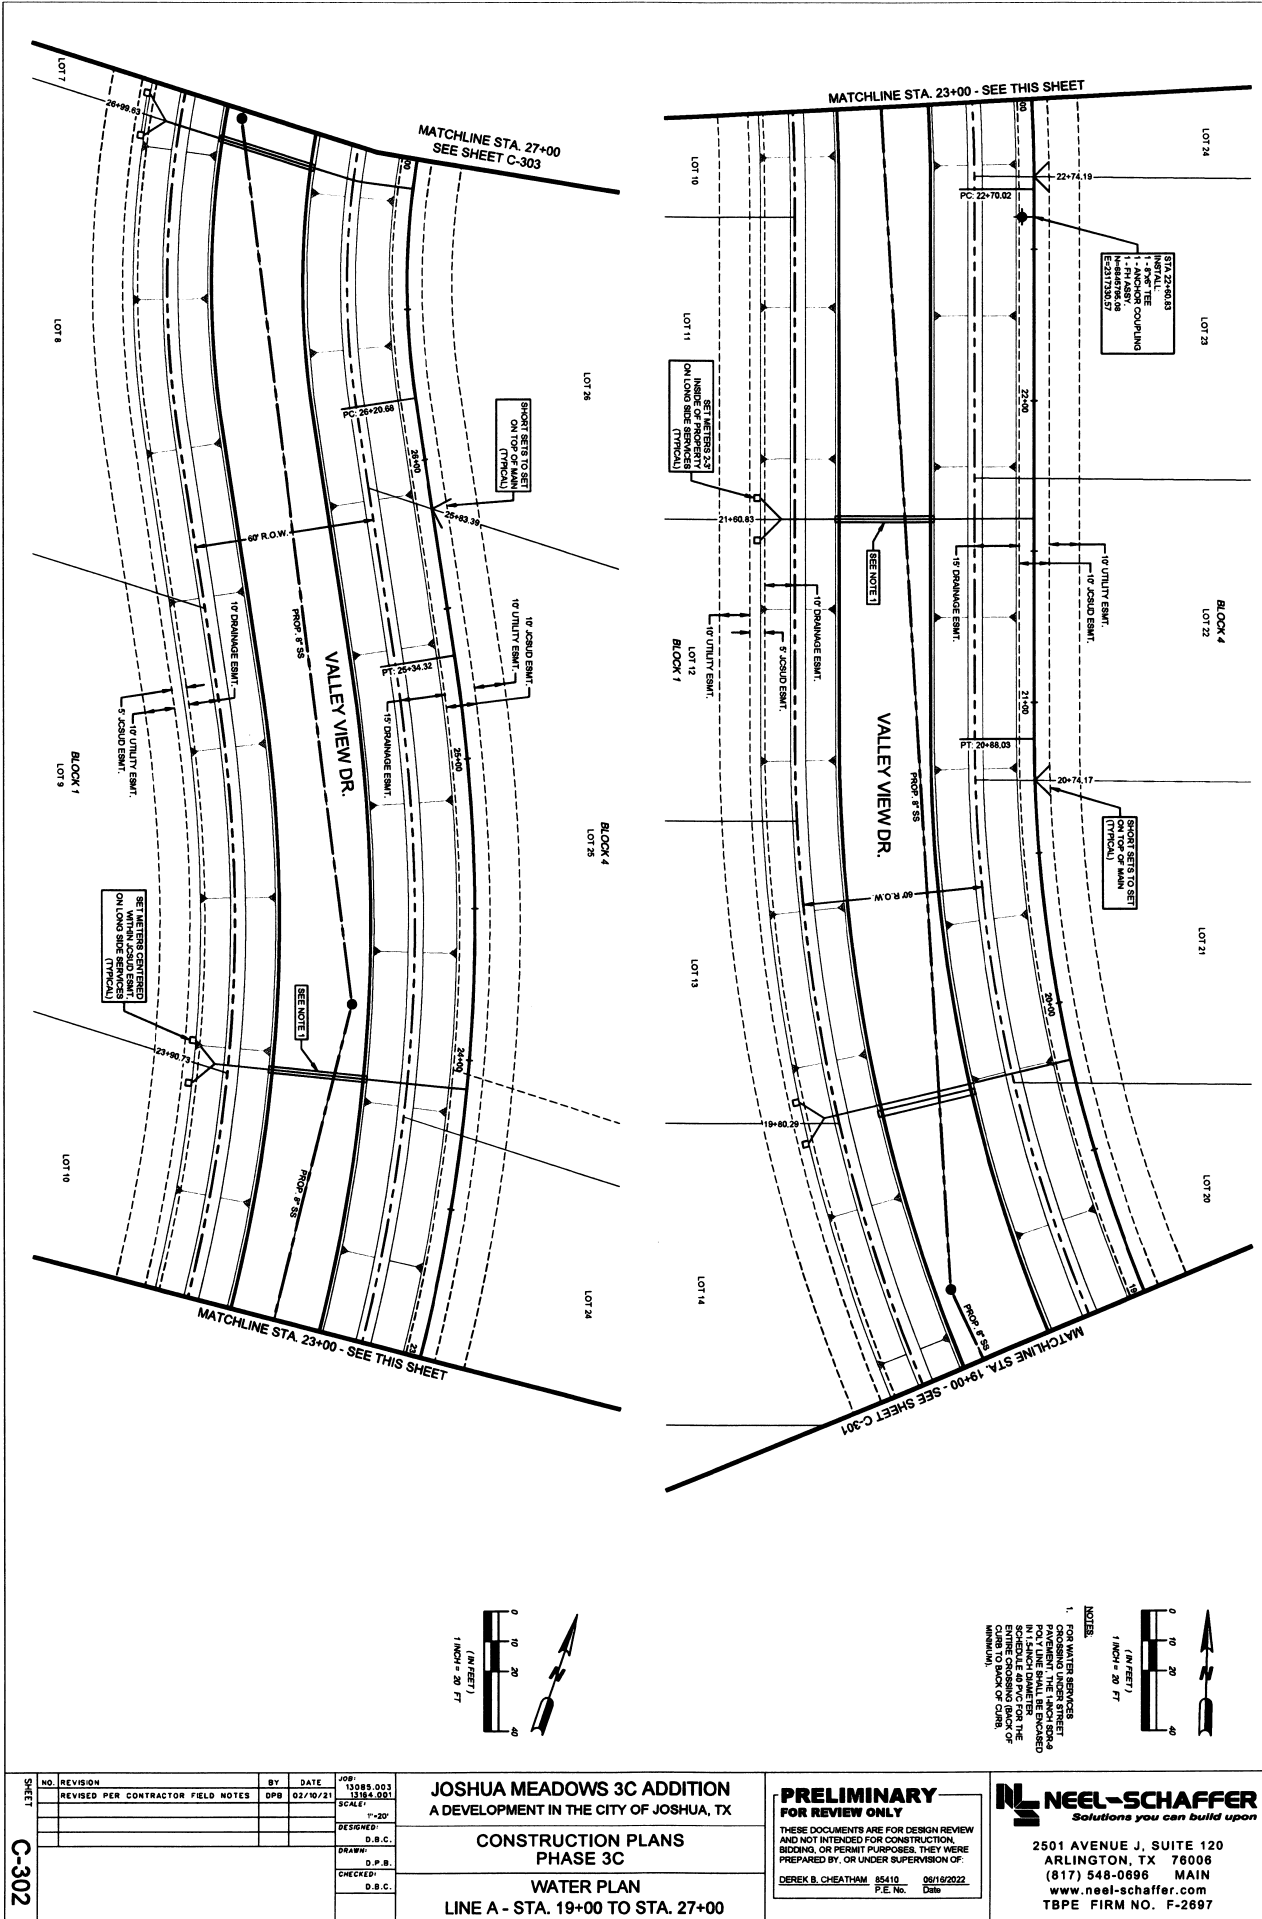 MATCHLINE STA. 27+00
SEE SHEET C-303
LOT 7
26+99.63
00
LOT 8
LOT 26
PC: 26+20.68
26+00
SHORT SETS TO SET
ON TOP OF MAIN
(TYPICAL)
25+83.39
60' R.O.W.
PROP. 8" SS
VALLEY VIEW DR.
PT: 25+34.32
10' DRAINAGE ESMT.
10' UTILITY ESMT.
5' JCSUD ESMT.
15' DRAINAGE ESMT.
10' JCSUD ESMT.
10' UTILITY ESMT.
25+00
BLOCK 1
LOT 9
BLOCK 4
LOT 25
SET METERS CENTERED
WITHIN JCSUD ESMT.
ON LONG SIDE SERVICES
(TYPICAL)
SEE NOTE 1
23+90.73
24+00
LOT 10
PROP. 8" SS
LOT 24
MATCHLINE STA. 23+00 - SEE THIS SHEET
MATCHLINE STA. 23+00 - SEE THIS SHEET
00
LOT 10
LOT 24
22+74.19
PC: 22+70.02
STA 22+60.83
INSTALL:
1 - 8"x6" TEE
1 - ANCHOR COUPLING
1 - FH ASSY.
N=6845796.08
E=2317330.57
LOT 11
LOT 23
SET METERS 2-3'
INSIDE OF PROPERTY
ON LONG SIDE SERVICES
(TYPICAL)
22+00
21+60.83
SEE NOTE 1
15' DRAINAGE ESMT.
10' UTILITY ESMT.
10' JCSUD ESMT.
BLOCK 4
LOT 22
10' DRAINAGE ESMT.
5' JCSUD ESMT.
10' UTILITY ESMT.
LOT 12
BLOCK 1
21+00
VALLEY VIEW DR.
PROP. 8" SS
PT: 20+88.03
20+74.17
SHORT SETS TO SET
ON TOP OF MAIN
(TYPICAL)
60' R.O.W.
LOT 21
LOT 13
20+00
19+80.29
LOT 20
LOT 14
PROP. 8" SS
19
MATCHLINE STA. 19+00 - SEE SHEET C-301
N
0 10 20 40
( IN FEET )
1 INCH = 20 FT
N
0 10 20 40
( IN FEET )
1 INCH = 20 FT
NOTES:
1. FOR WATER SERVICES
CROSSING UNDER STREET
PAVEMENT, THE 1-INCH SDR-9
POLY LINE SHALL BE ENCASED
IN 1.5-INCH DIAMETER
SCHEDULE 40 PVC FOR THE
ENTIRE CROSSING (BACK OF
CURB TO BACK OF CURB,
MINIMUM).
SHEET
C-302
NO. REVISION BY DATE
REVISED PER CONTRACTOR FIELD NOTES DPB 02/10/21
JOB:
13085.003
13164.001
SCALE:
1"=20'
DESIGNED:
D.B.C.
DRAWN:
D.P.B.
CHECKED:
D.B.C.
JOSHUA MEADOWS 3C ADDITION
A DEVELOPMENT IN THE CITY OF JOSHUA, TX
CONSTRUCTION PLANS
PHASE 3C
WATER PLAN
LINE A - STA. 19+00 TO STA. 27+00
PRELIMINARY
FOR REVIEW ONLY
THESE DOCUMENTS ARE FOR DESIGN REVIEW
AND NOT INTENDED FOR CONSTRUCTION,
BIDDING, OR PERMIT PURPOSES. THEY WERE
PREPARED BY, OR UNDER SUPERVISION OF:
DEREK B. CHEATHAM 85410 06/16/2022
P.E. No. Date
NEEL-SCHAFFER
Solutions you can build upon
2501 AVENUE J, SUITE 120
ARLINGTON, TX 76006
(817) 548-0696 MAIN
www.neel-schaffer.com
TBPE FIRM NO. F-2697